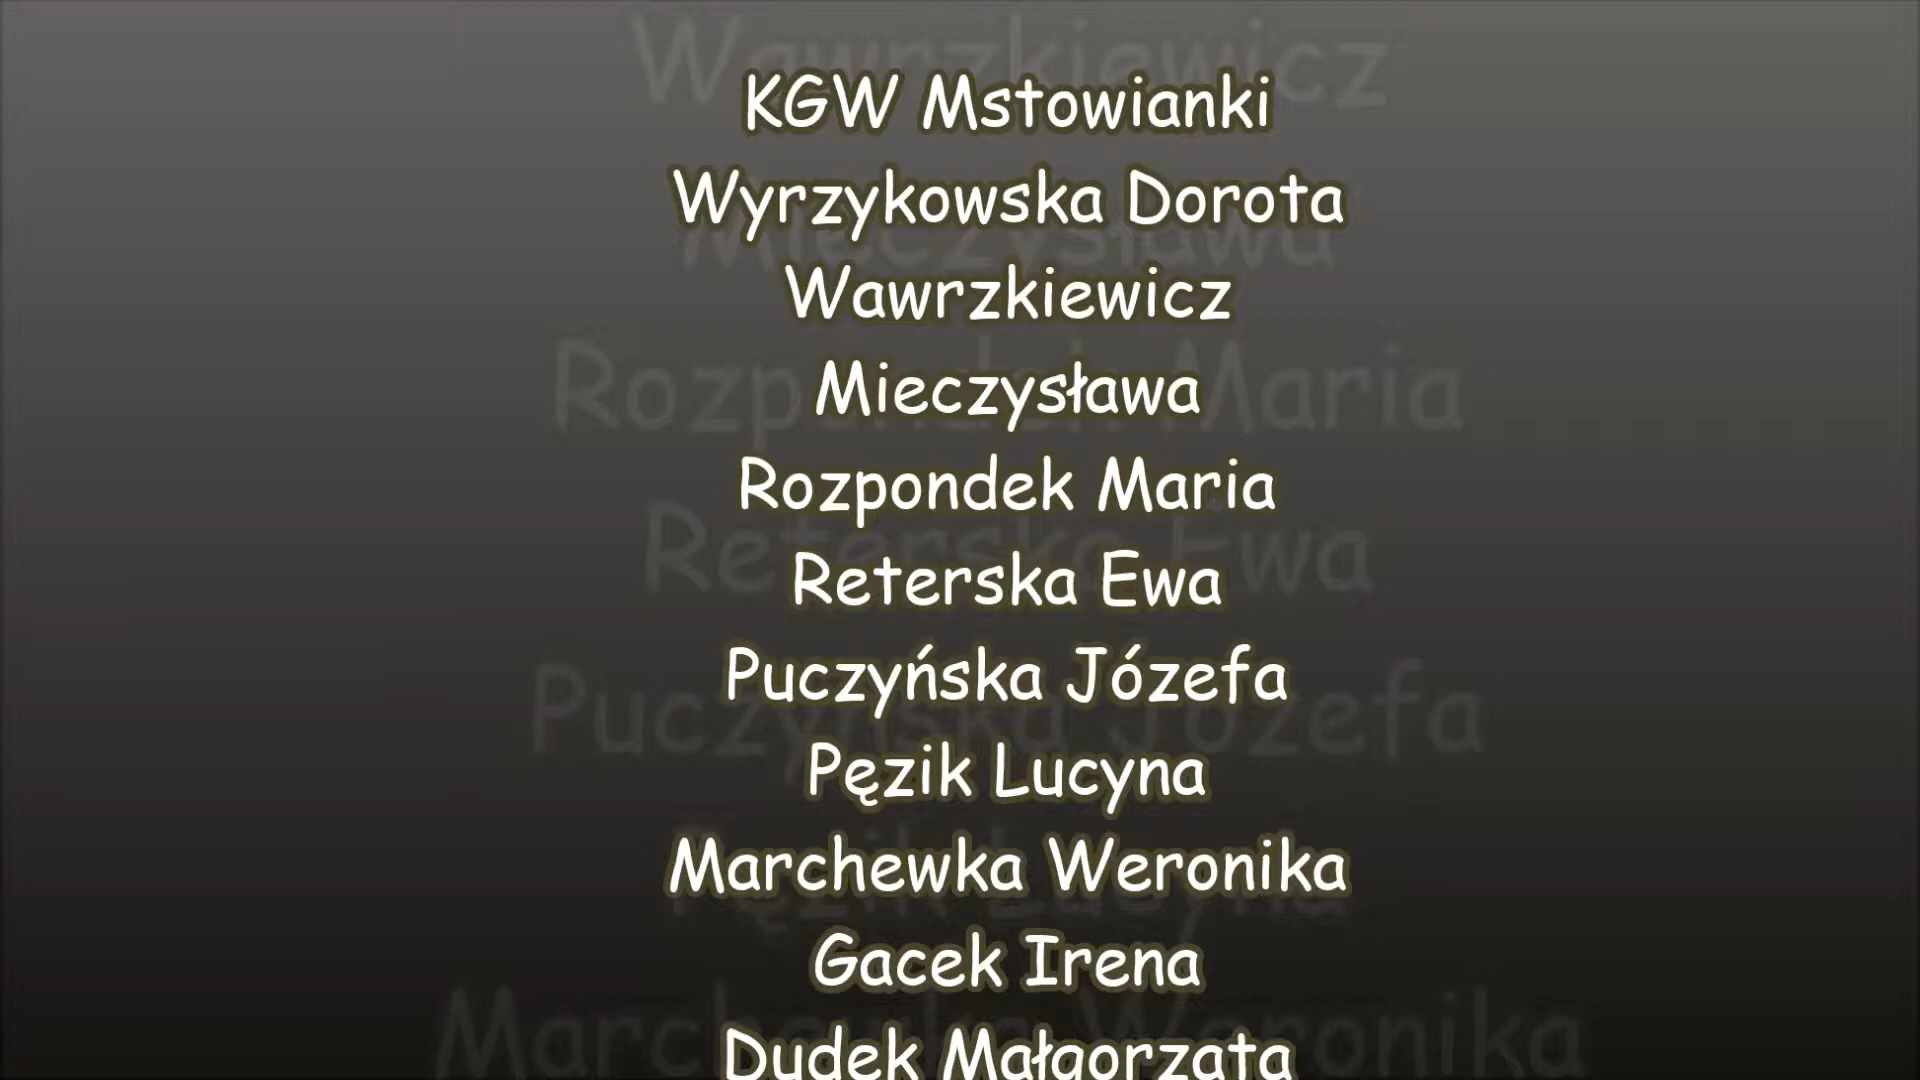 KGW Mstowianki
Wyrzykowska Dorota
Wawrzkiewicz
Mieczysława
Rozpondek Maria
Reterska Ewa
Puczyńska Józefa
Pęzik Lucyna
Marchewka Weronika
Gacek Irena
Dudek Małgorzata